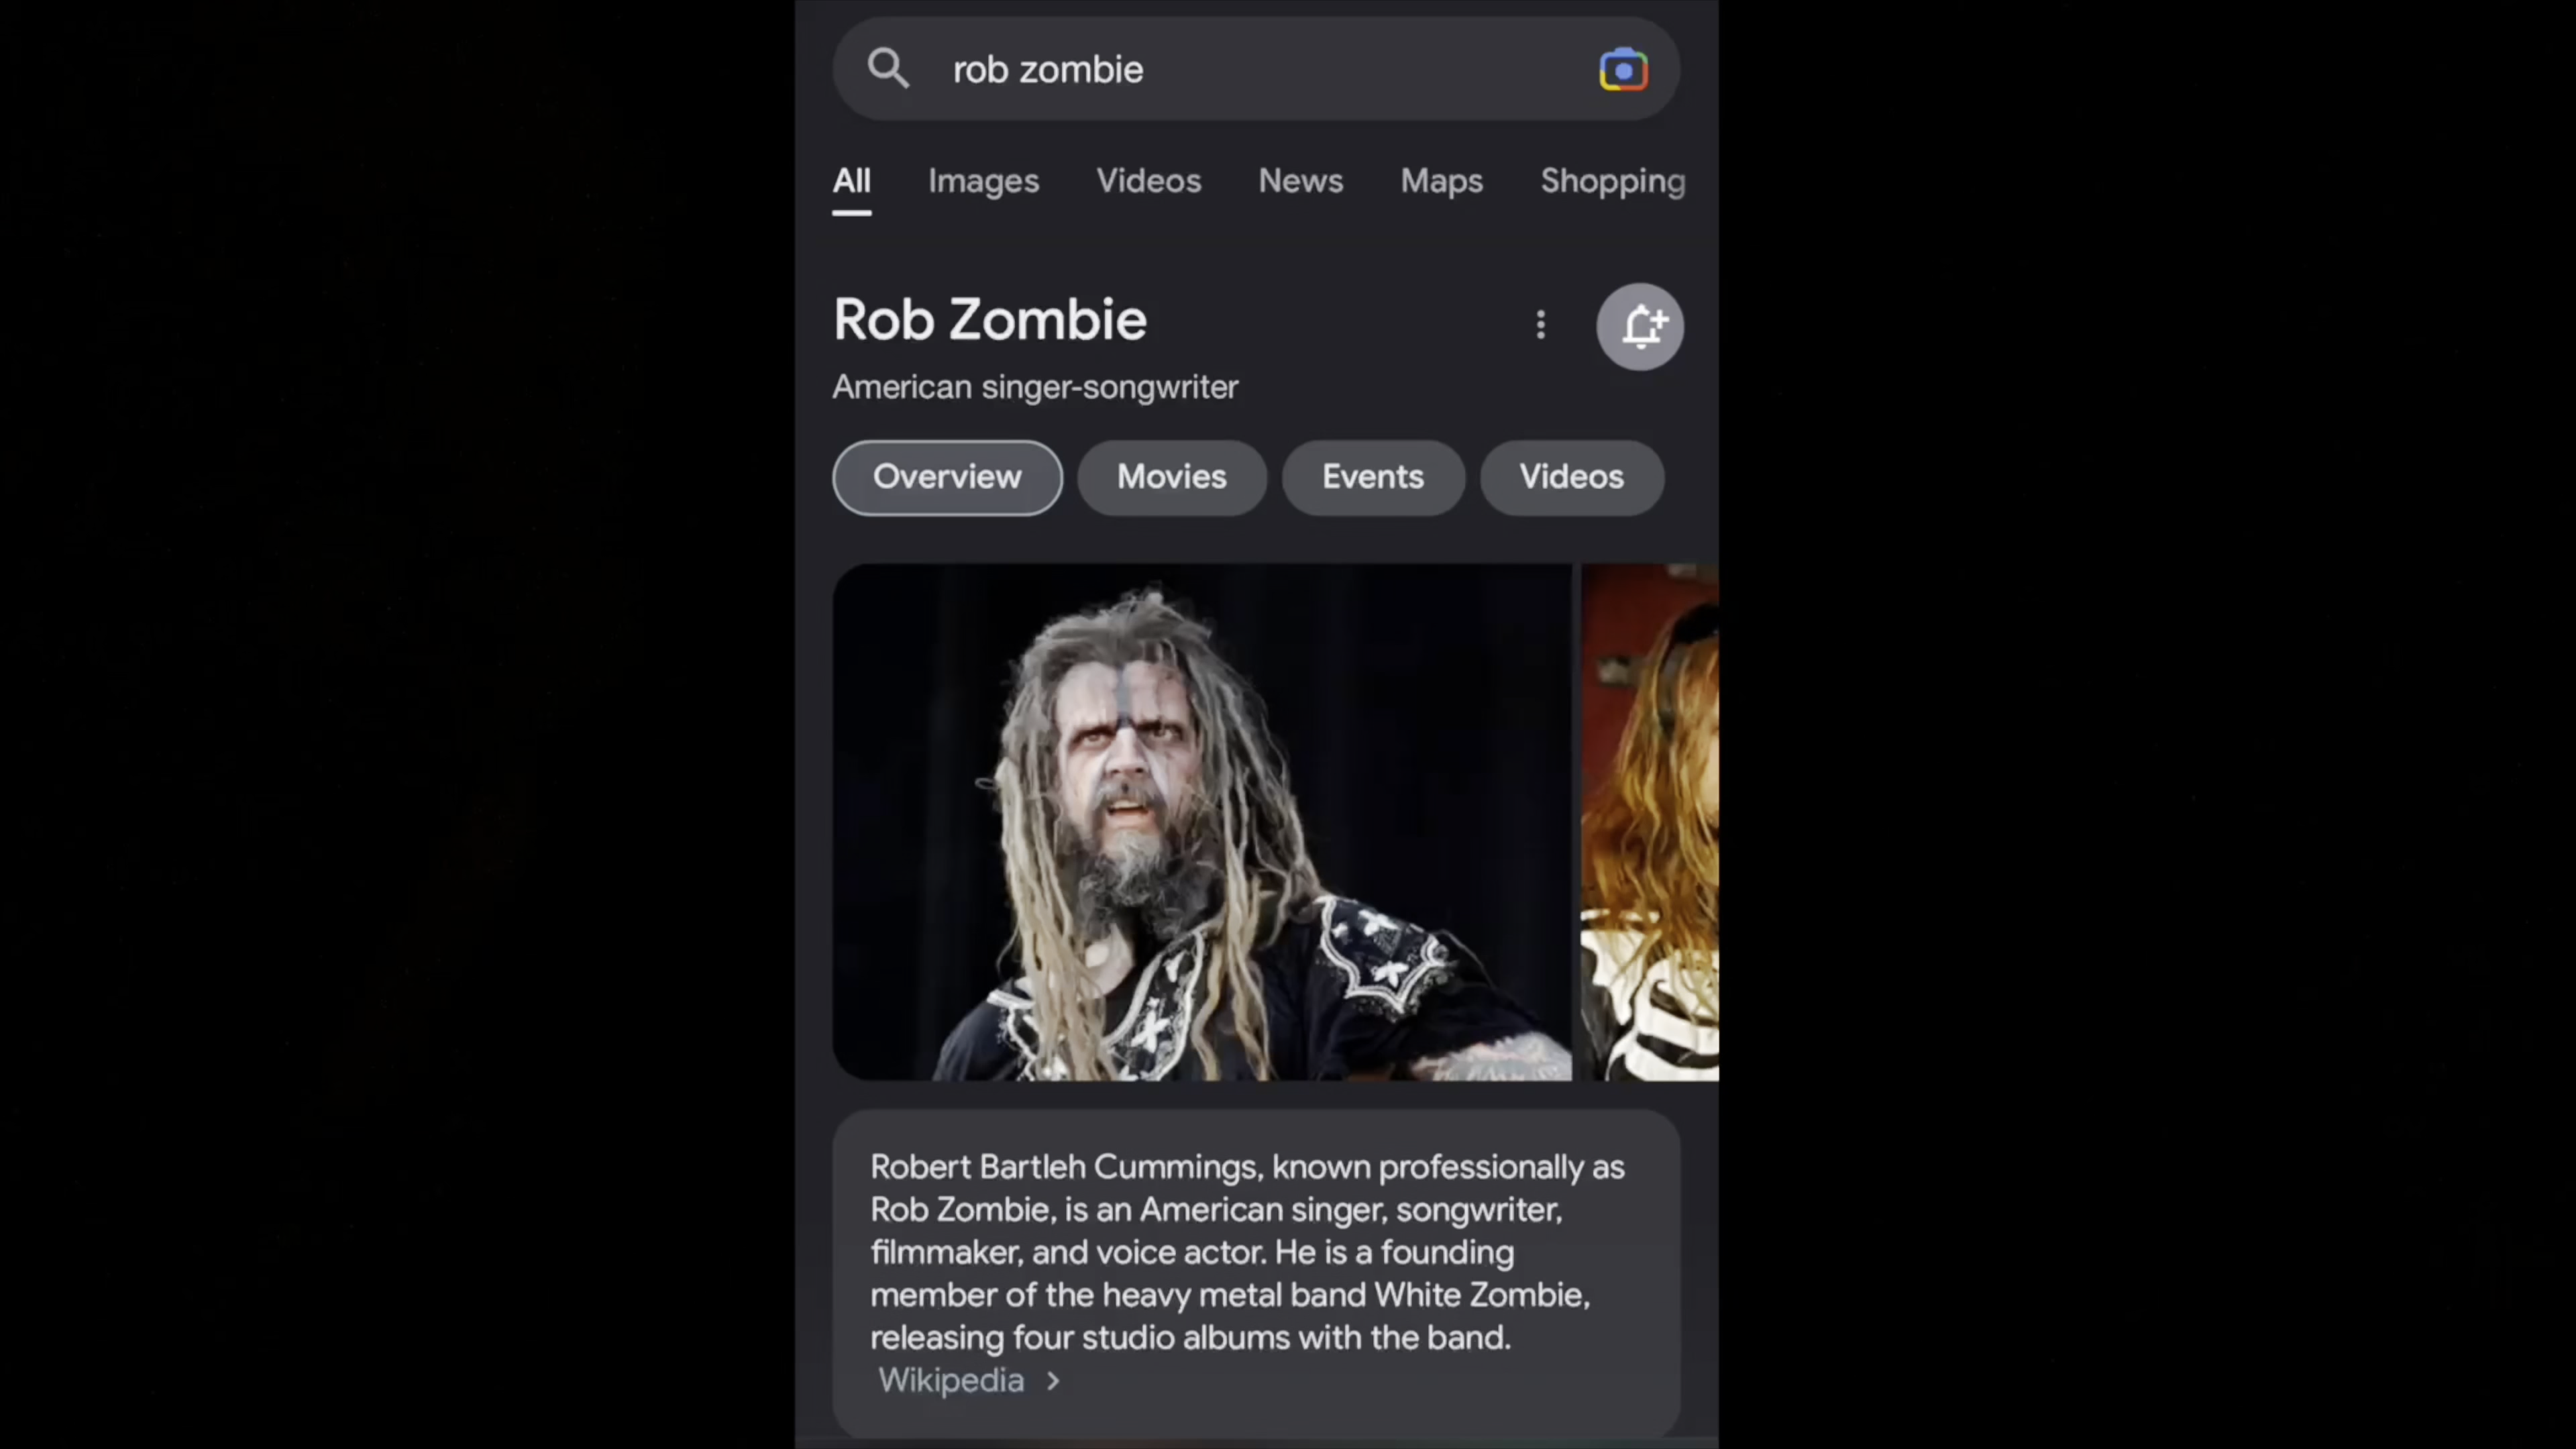 rob zombie
All Images Videos News Maps Shopping
Rob Zombie
American singer-songwriter
Overview Movies Events Videos
Robert Bartleh Cummings, known professionally as
Rob Zombie, is an American singer, songwriter,
filmmaker, and voice actor. He is a founding
member of the heavy metal band White Zombie,
releasing four studio albums with the band.
Wikipedia